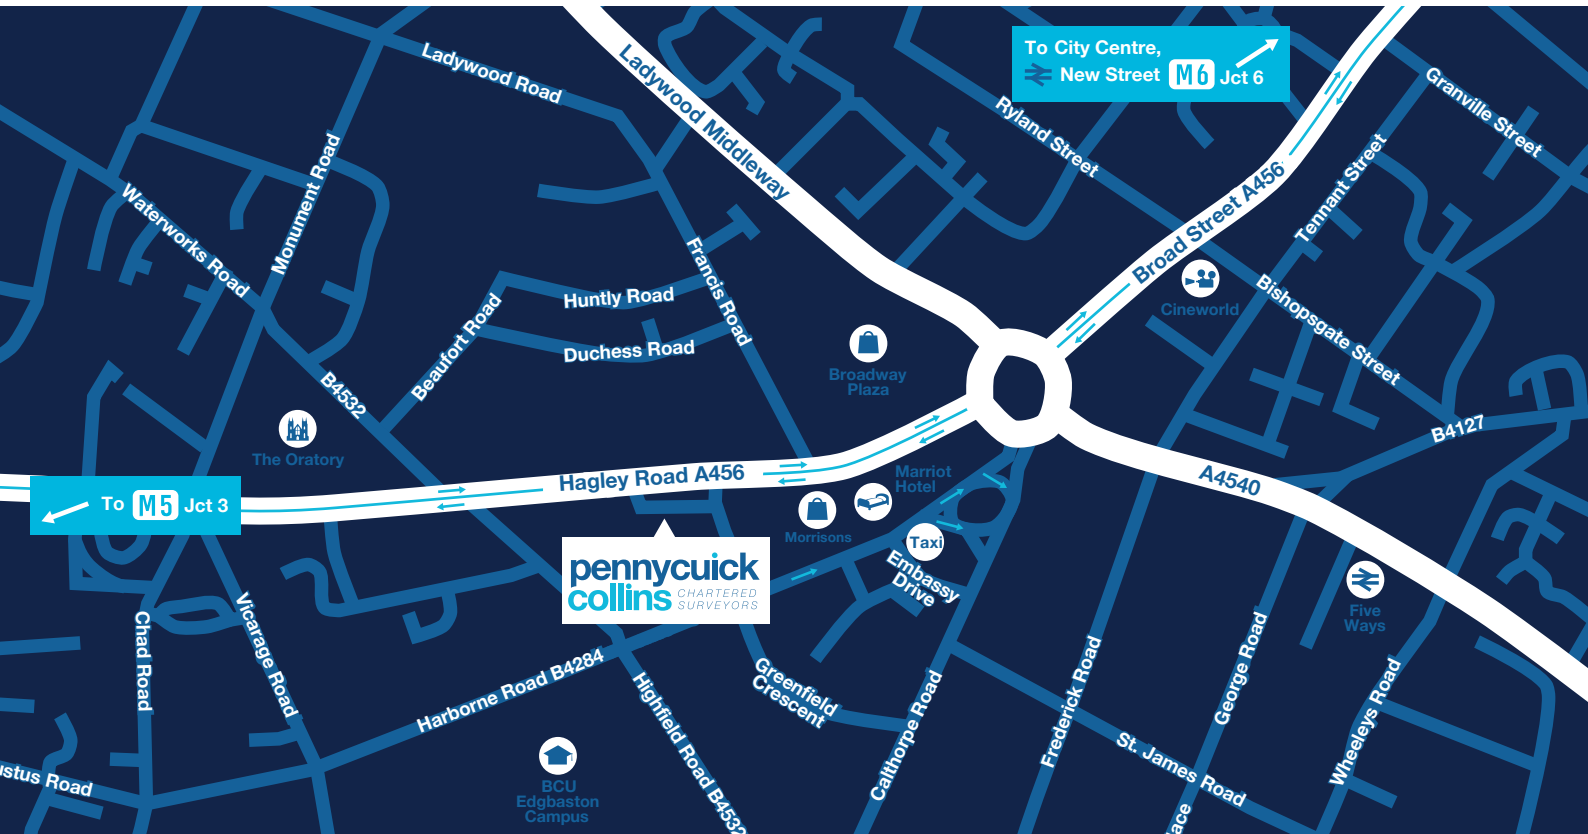 To City Centre,
New Street M6 Jct 6
Ladywood Road
Ladywood Middleway
Ryland Street
Granville Street
Monument Road
Waterworks Road
Broad Street A456
Tennant Street
Francis Road
Huntly Road
Duchess Road
Beaufort Road
B4532
Cineworld
Bishopsgate Street
Broadway
Plaza
The Oratory
B4127
Hagley Road A456
Marriot
Hotel
A4540
To M5 Jct 3
Morrisons
Taxi
Embassy
Drive
pennycuick
collins CHARTERED
SURVEYORS
Five
Ways
Chad Road
Vicarage Road
Harborne Road B4284
Highfield Road B4532
Greenfield
Crescent
Calthorpe Road
Frederick Road
George Road
Wheeleys Road
St. James Road
BCU
Edgbaston
Campus
ustus Road
ace